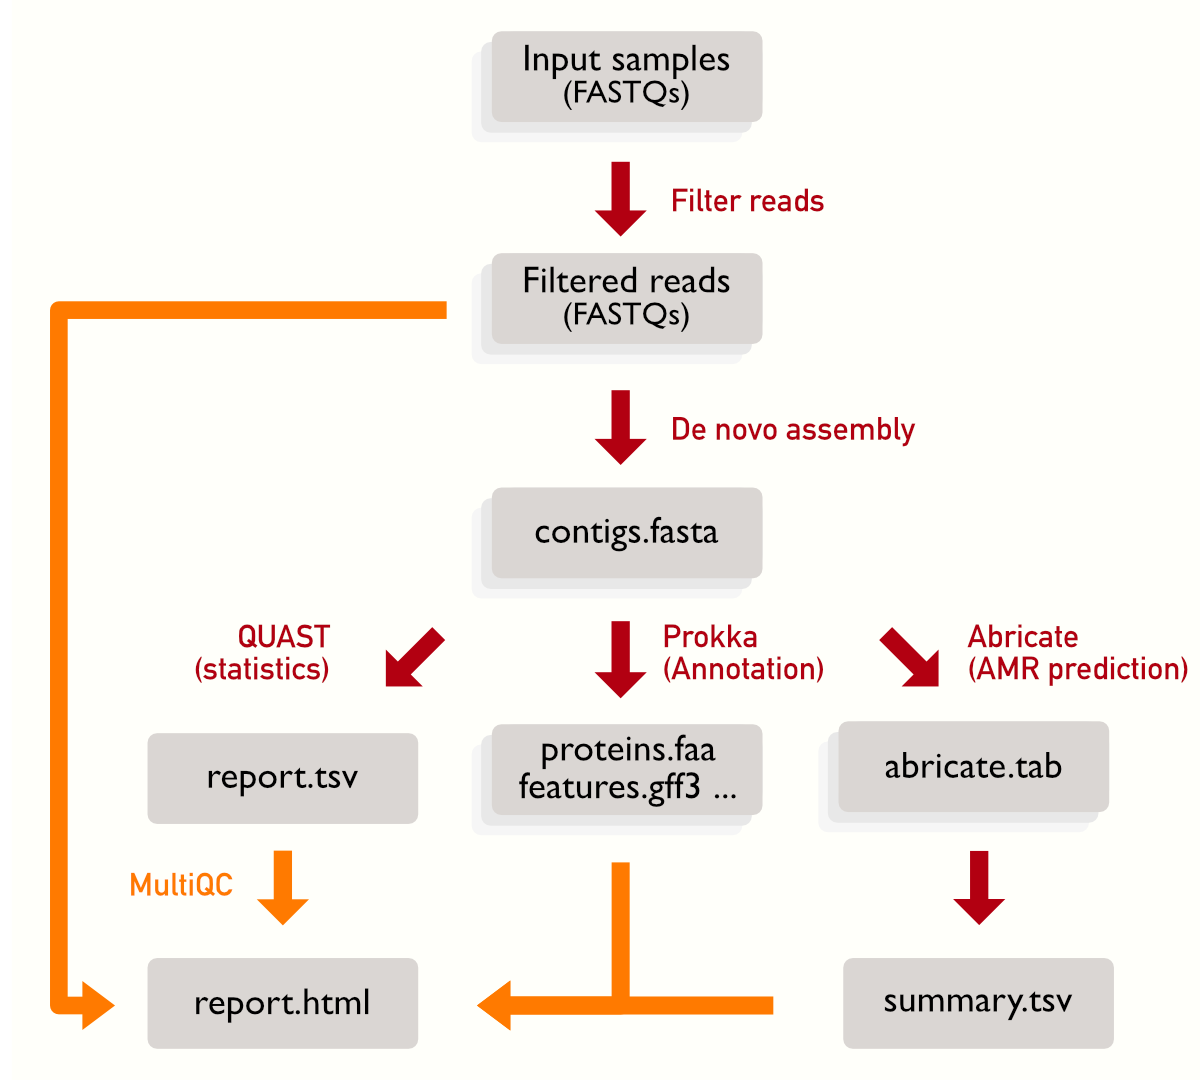 Input samples
(FASTQs)
Filter reads
Filtered reads
(FASTQs)
De novo assembly
contigs.fasta
QUAST
(statistics)
Prokka
(Annotation)
Abricate
(AMR prediction)
report.tsv
proteins.faa
features.gff3 ...
abricate.tab
MultiQC
report.html
summary.tsv